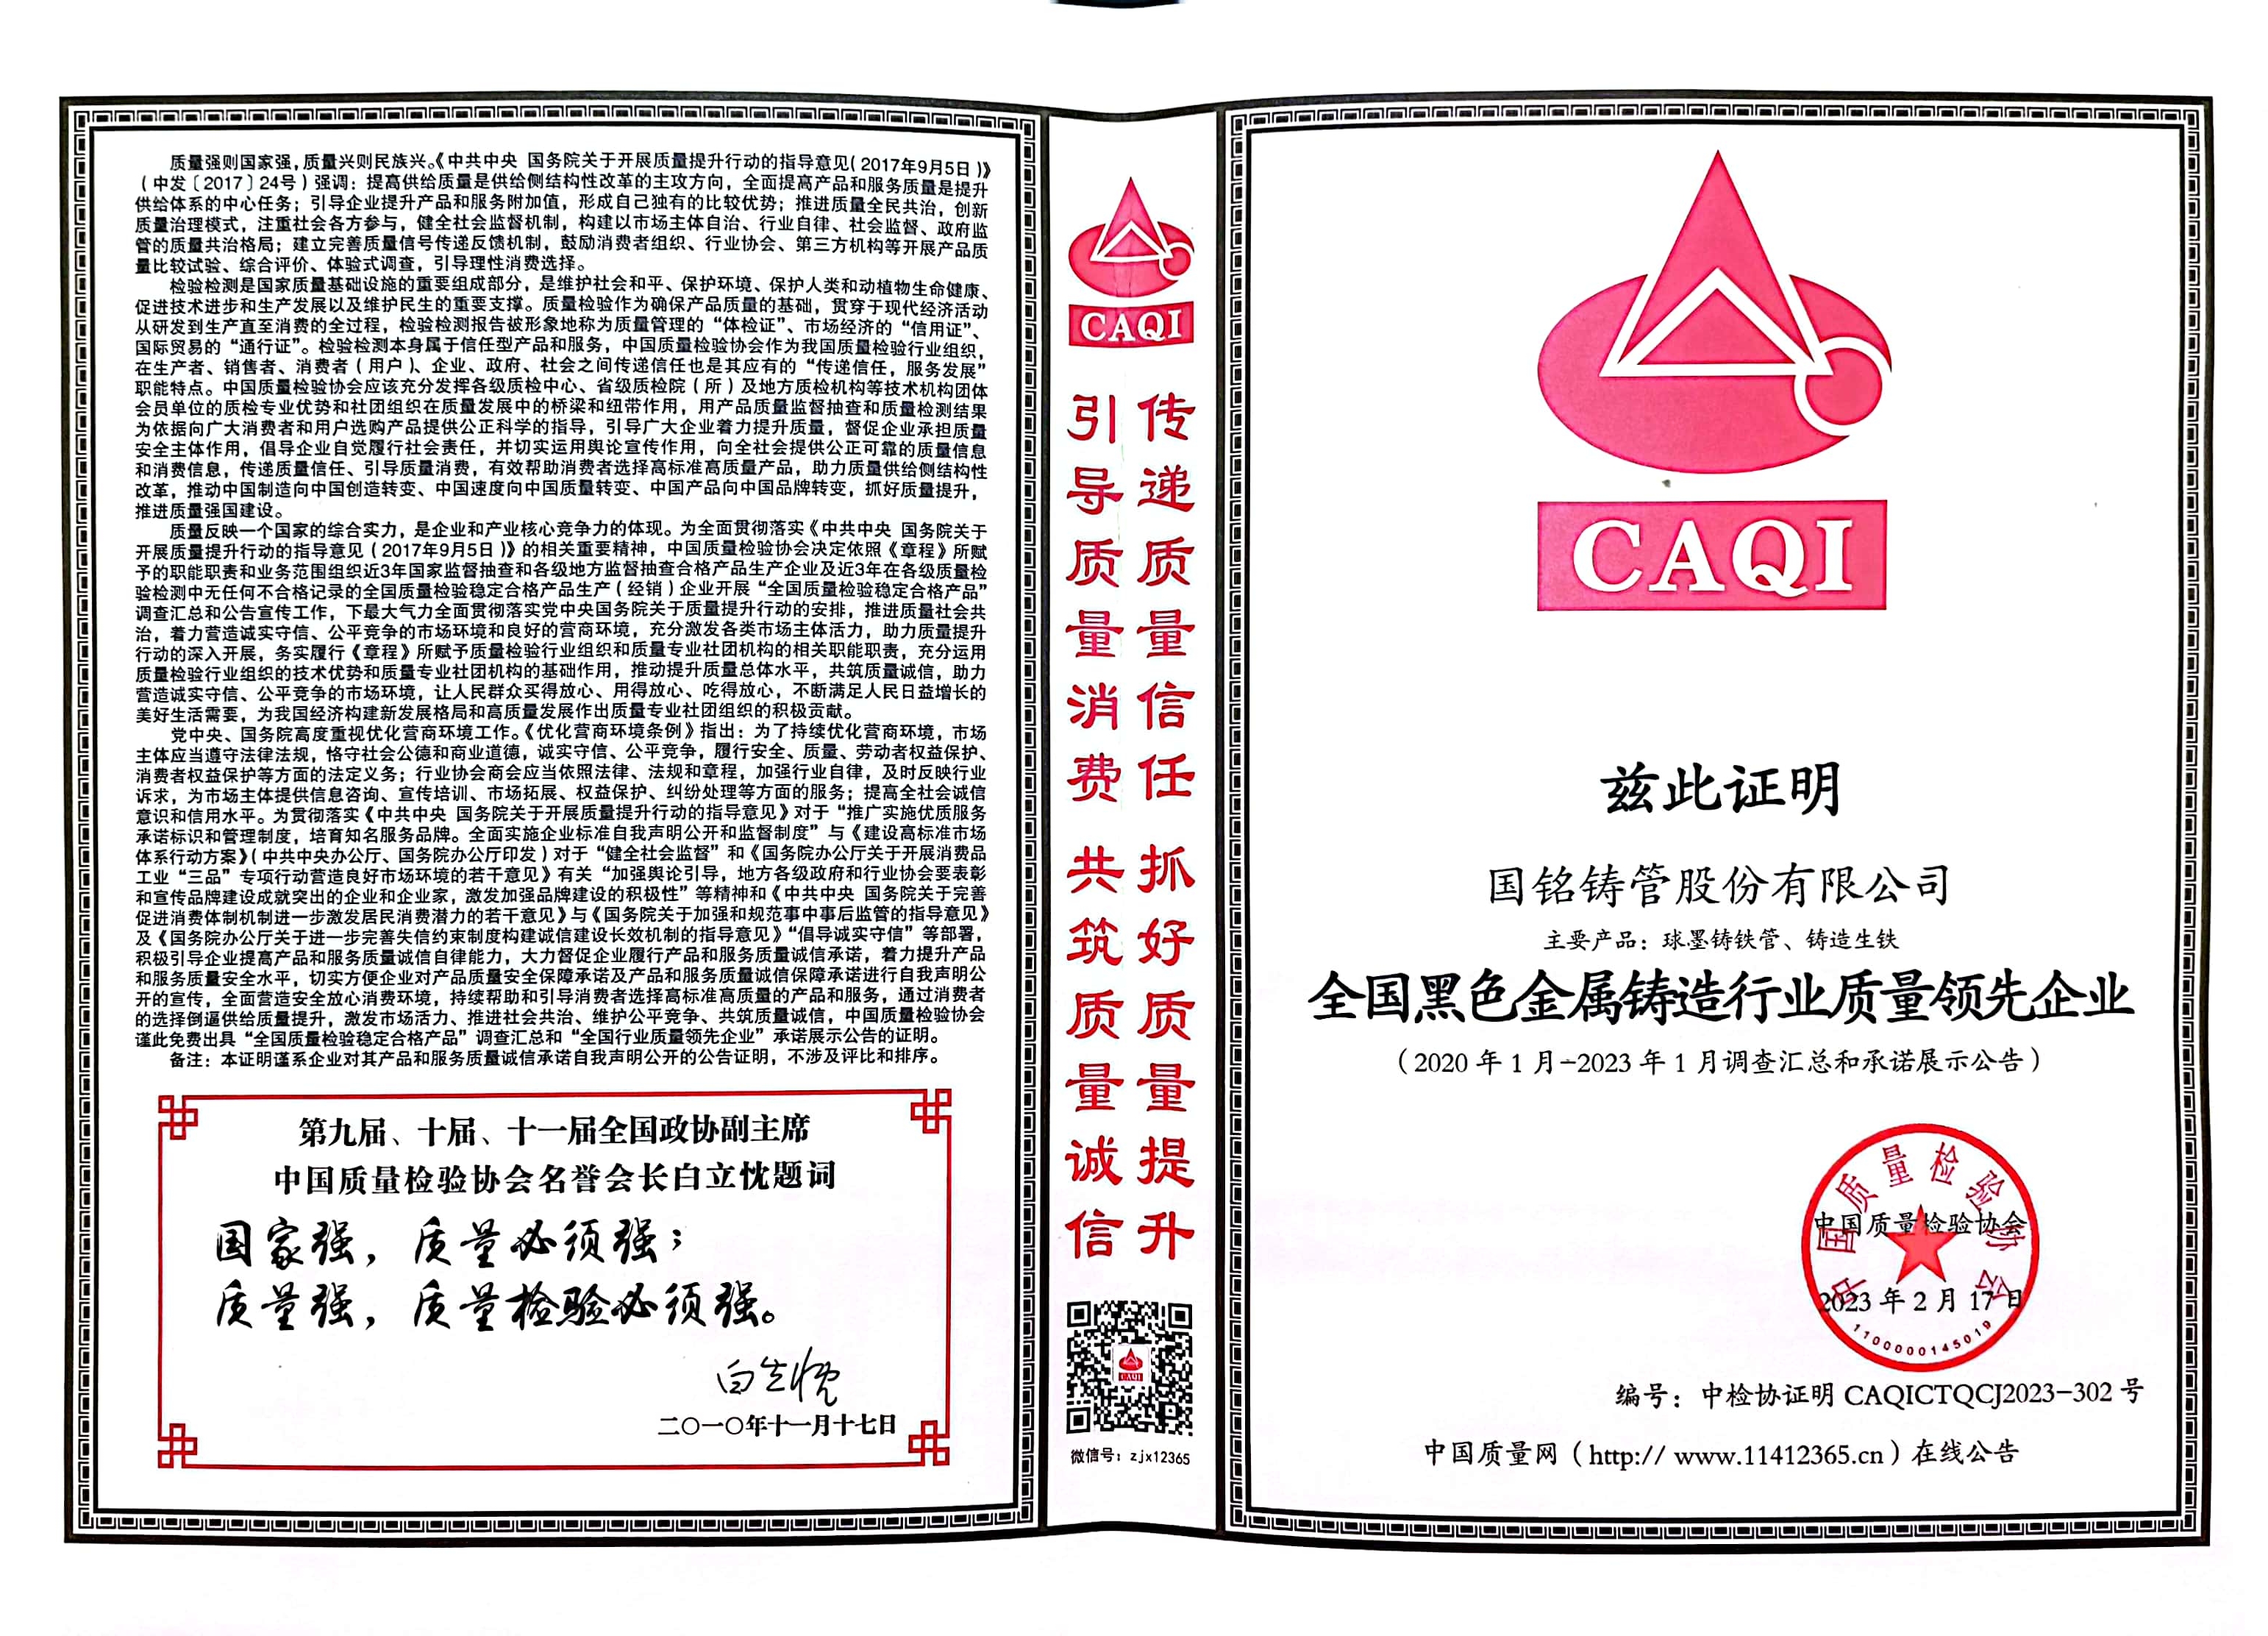 质量强则国家强，质量兴则民族兴。《中共中央 国务院关于开展质量提升行动的指导意见（2017年9月5日）》
（中发〔2017〕24号）强调：提高供给质量是供给侧结构性改革的主攻方向，全面提高产品和服务质量是提升
供给体系的中心任务；引导企业提升产品和服务附加值，形成自己独有的比较优势；推进质量全民共治，创新
质量治理模式，注重社会各方参与，健全社会监督机制，构建以市场主体自治、行业自律、社会监督、政府监
管的质量共治格局；建立完善质量信号传递反馈机制，鼓励消费者组织、行业协会、第三方机构等开展产品质
量比较试验、综合评价、体验式调查，引导理性消费选择。
检验检测是国家质量基础设施的重要组成部分，是维护社会和平、保护环境、保护人类和动植物生命健康、
促进技术进步和生产发展以及维护民生的重要支撑。质量检验作为确保产品质量的基础，贯穿于现代经济活动
从研发到生产直至消费的全过程，检验检测报告被形象地称为质量管理的“体检证”、市场经济的“信用证”、
国际贸易的“通行证”。检验检测本身属于信任型产品和服务，中国质量检验协会作为我国质量检验行业组织，
在生产者、销售者、消费者（用户）、企业、政府、社会之间传递信任也是其应有的“传递信任，服务发展”
职能特点。中国质量检验协会应该充分发挥各级质检中心、省级质检院（所）及地方质检机构等技术机构团体
会员单位的质检专业优势和社团组织在质量发展中的桥梁和纽带作用，用产品质量监督抽查和质量检测结果
为依据向广大消费者和用户选购产品提供公正科学的指导，引导广大企业着力提升质量，督促企业承担质量
安全主体作用，倡导企业自觉履行社会责任，并切实运用舆论宣传作用，向全社会提供公正可靠的质量信息
和消费信息，传递质量信任、引导质量消费，有效帮助消费者选择高标准高质量产品，助力质量供给侧结构性
改革，推动中国制造向中国创造转变、中国速度向中国质量转变、中国产品向中国品牌转变，抓好质量提升，
推进质量强国建设。
质量反映一个国家的综合实力，是企业和产业核心竞争力的体现。为全面贯彻落实《中共中央 国务院关于
开展质量提升行动的指导意见（2017年9月5日）》的相关重要精神，中国质量检验协会决定依照《章程》所赋
予的职能职责和业务范围组织近3年国家监督抽查和各级地方监督抽查合格产品生产企业及近3年在各级质量检
验检测中无任何不合格记录的全国质量检验稳定合格产品生产（经销）企业开展“全国质量检验稳定合格产品”
调查汇总和公告宣传工作，下最大气力全面贯彻落实党中央国务院关于质量提升行动的安排，推进质量社会共
治，着力营造诚实守信、公平竞争的市场环境和良好的营商环境，充分激发各类市场主体活力，助力质量提升
行动的深入开展，务实履行《章程》所赋予质量检验行业组织和质量专业社团机构的相关职能职责，充分运用
质量检验行业组织的技术优势和质量专业社团机构的基础作用，推动提升质量总体水平，共筑质量诚信，助力
营造诚实守信、公平竞争的市场环境，让人民群众买得放心、用得放心、吃得放心，不断满足人民日益增长的
美好生活需要，为我国经济构建新发展格局和高质量发展作出质量专业社团组织的积极贡献。
党中央、国务院高度重视优化营商环境工作。《优化营商环境条例》指出：为了持续优化营商环境，市场
主体应当遵守法律法规，恪守社会公德和商业道德，诚实守信、公平竞争，履行安全、质量、劳动者权益保护、
消费者权益保护等方面的法定义务；行业协会商会应当依照法律、法规和章程，加强行业自律，及时反映行业
诉求，为市场主体提供信息咨询、宣传培训、市场拓展、权益保护、纠纷处理等方面的服务；提高全社会诚信
意识和信用水平。为贯彻落实《中共中央 国务院关于开展质量提升行动的指导意见》对于“推广实施优质服务
承诺标识和管理制度，培育知名服务品牌。全面实施企业标准自我声明公开和监督制度”与《建设高标准市场
体系行动方案》（中共中央办公厅、国务院办公厅印发）对于“健全社会监督”和《国务院办公厅关于开展消费品
工业“三品”专项行动营造良好市场环境的若干意见》有关“加强舆论引导，地方各级政府和行业协会要表彰
和宣传品牌建设成就突出的企业和企业家，激发加强品牌建设的积极性”等精神和《中共中央 国务院关于完善
促进消费体制机制进一步激发居民消费潜力的若干意见》与《国务院关于加强和规范事中事后监管的指导意见》
及《国务院办公厅关于进一步完善失信约束制度构建诚信建设长效机制的指导意见》“倡导诚实守信”等部署，
积极引导企业提高产品和服务质量诚信自律能力，大力督促企业履行产品和服务质量诚信承诺，着力提升产品
和服务质量安全水平，切实方便企业对产品质量安全保障承诺及产品和服务质量诚信保障承诺进行自我声明公
开的宣传，全面营造安全放心消费环境，持续帮助和引导消费者选择高标准高质量的产品和服务，通过消费者
的选择倒逼供给质量提升，激发市场活力、推进社会共治、维护公平竞争、共筑质量诚信，中国质量检验协会
谨此免费出具“全国质量检验稳定合格产品”调查汇总和“全国行业质量领先企业”承诺展示公告的证明。
备注：本证明谨系企业对其产品和服务质量诚信承诺自我声明公开的公告证明，不涉及评比和排序。
第九届、十届、十一届全国政协副主席
中国质量检验协会名誉会长白立忱题词
国家强，质量必须强；
质量强，质量检验必须强。
白立忱
二〇一〇年十一月十七日
CAQI
传递质量信任 抓好质量提升
引导质量消费 共筑质量诚信
CAQI
微信号：zjx12365
CAQI
兹此证明
国铭铸管股份有限公司
主要产品：球墨铸铁管、铸造生铁
全国黑色金属铸造行业质量领先企业
（2020年1月-2023年1月调查汇总和承诺展示公告）
中国质量检验协会
中国质量检验协会
2023年2月17日
1100000145019
编号：中检协证明CAQICTQCJ2023-302号
中国质量网（http:// www.11412365.cn）在线公告